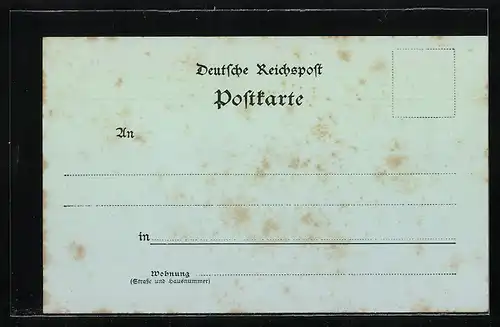 Deutſche Reichspoſt
Poſtkarte
An
in
Wohnung
(Straße und Hausnummer)